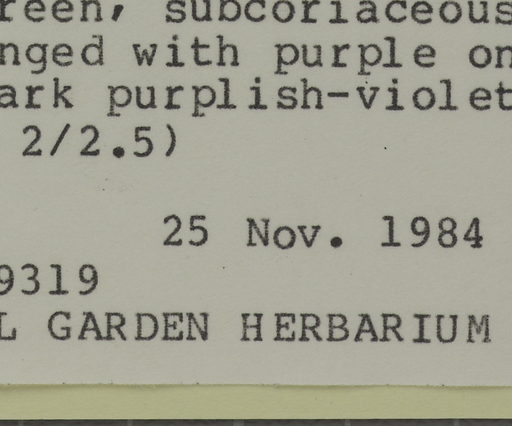 reen, subcoriaceous
nged with purple on
ark purplish-violet
2/2.5)
25 Nov. 1984
9319
L GARDEN HERBARIUM